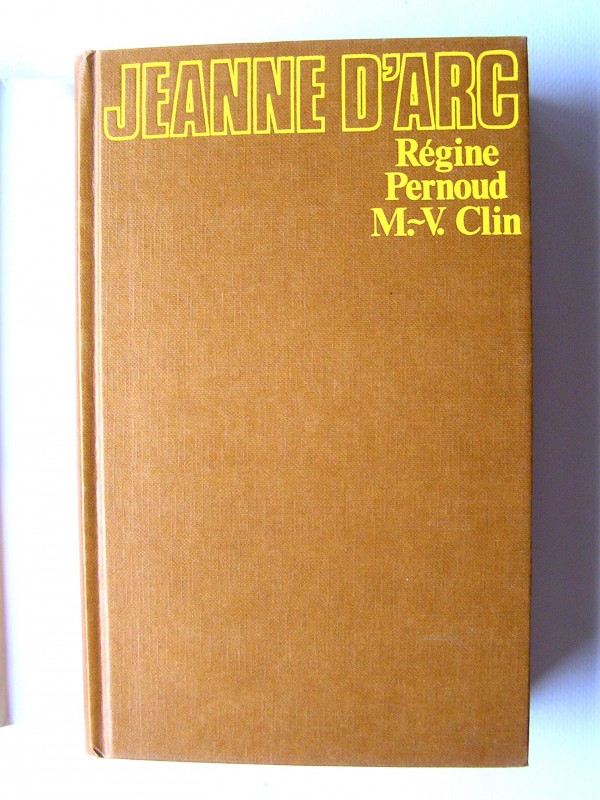 JEANNE D'ARC
Régine
Pernoud
M.~V. Clin